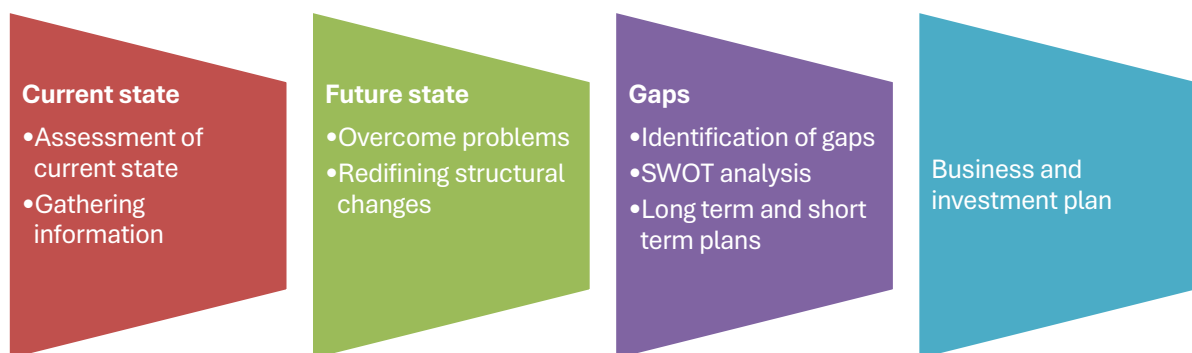 Current state
•Assessment of
current state
•Gathering
information
Future state
•Overcome problems
•Redifining structural
changes
Gaps
•Identification of gaps
•SWOT analysis
•Long term and short
term plans
Business and
investment plan